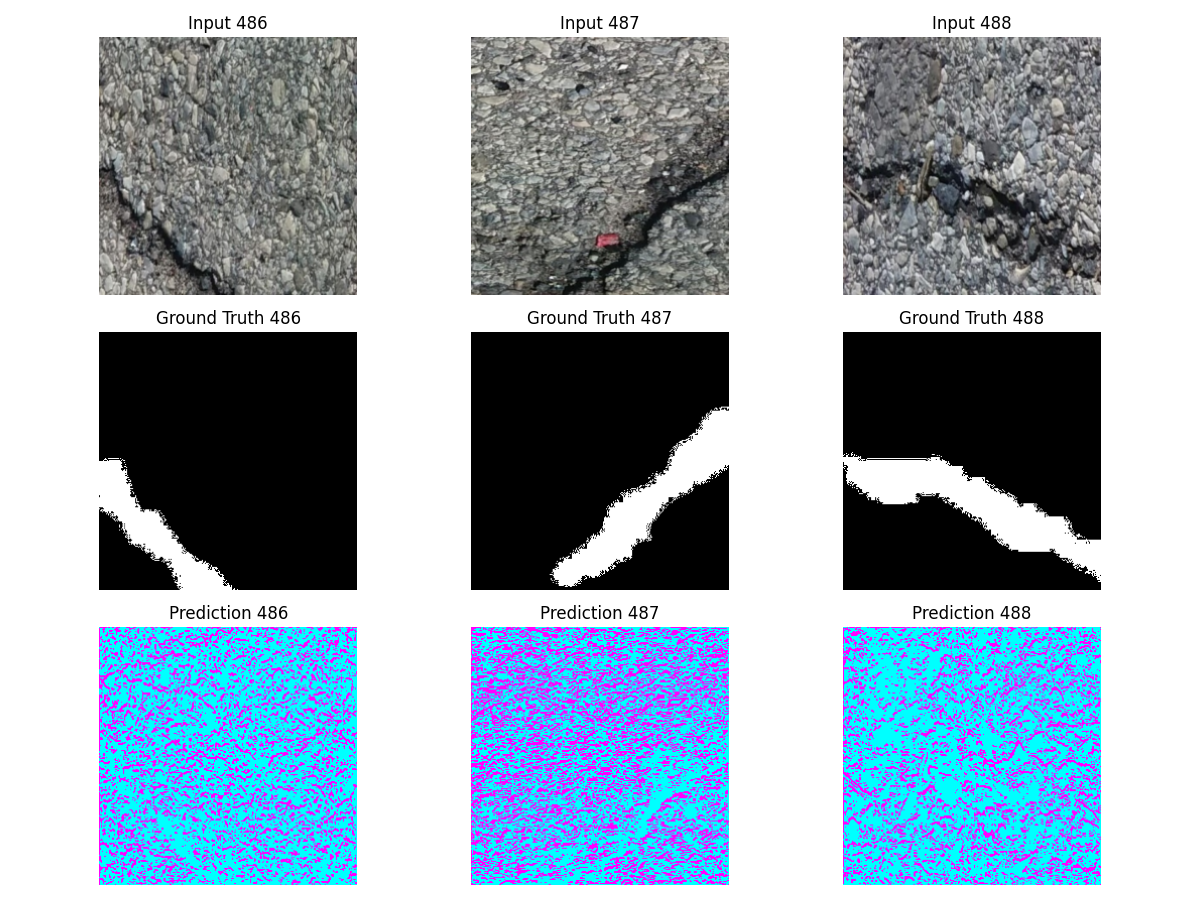 Input 486
Input 487
Input 488
Ground Truth 486
Ground Truth 487
Ground Truth 488
Prediction 486
Prediction 487
Prediction 488